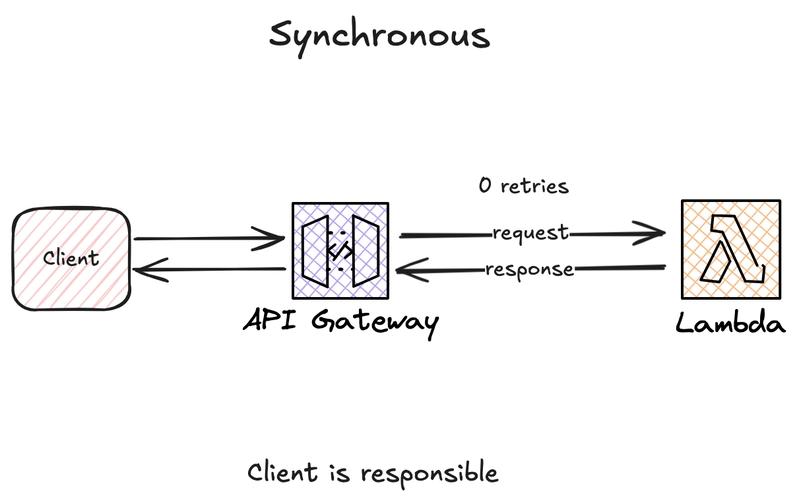 Synchronous
0 retries
Client
request
response
API Gateway
Lambda
Client is responsible